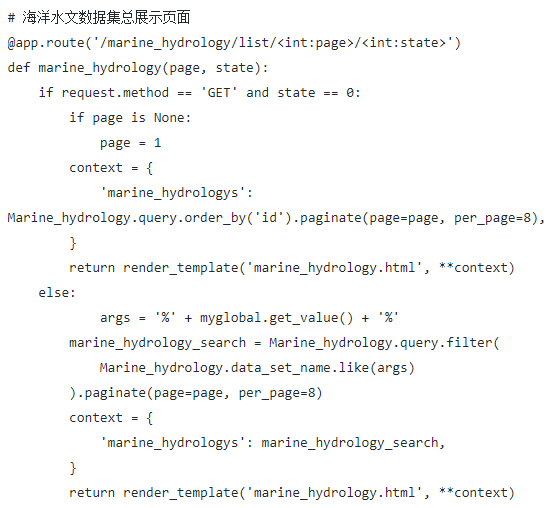 # 海洋水文数据集总展示页面
@app.route('/marine_hydrology/list/<int:page>/<int:state>')
def marine_hydrology(page, state):
    if request.method == 'GET' and state == 0:
        if page is None:
            page = 1
        context = {
            'marine_hydrologys':
Marine_hydrology.query.order_by('id').paginate(page=page, per_page=8),
        }
        return render_template('marine_hydrology.html', **context)
    else:
            args = '%' + myglobal.get_value() + '%'
        marine_hydrology_search = Marine_hydrology.query.filter(
            Marine_hydrology.data_set_name.like(args)
        ).paginate(page=page, per_page=8)
        context = {
            'marine_hydrologys': marine_hydrology_search,
        }
        return render_template('marine_hydrology.html', **context)